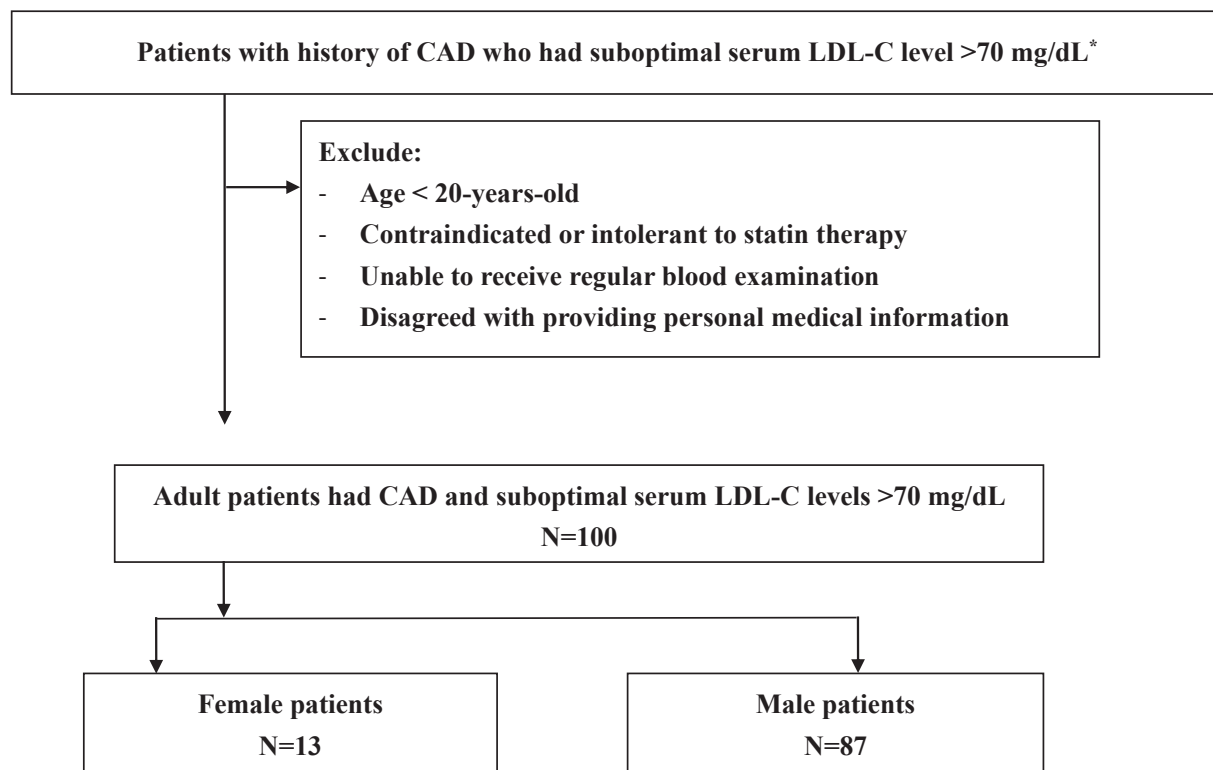 Patients with history of CAD who had suboptimal serum LDL-C level >70 mg/dL*
Exclude:
- Age < 20-years-old
- Contraindicated or intolerant to statin therapy
- Unable to receive regular blood examination
- Disagreed with providing personal medical information
Adult patients had CAD and suboptimal serum LDL-C levels >70 mg/dL
N=100
Female patients
N=13
Male patients
N=87